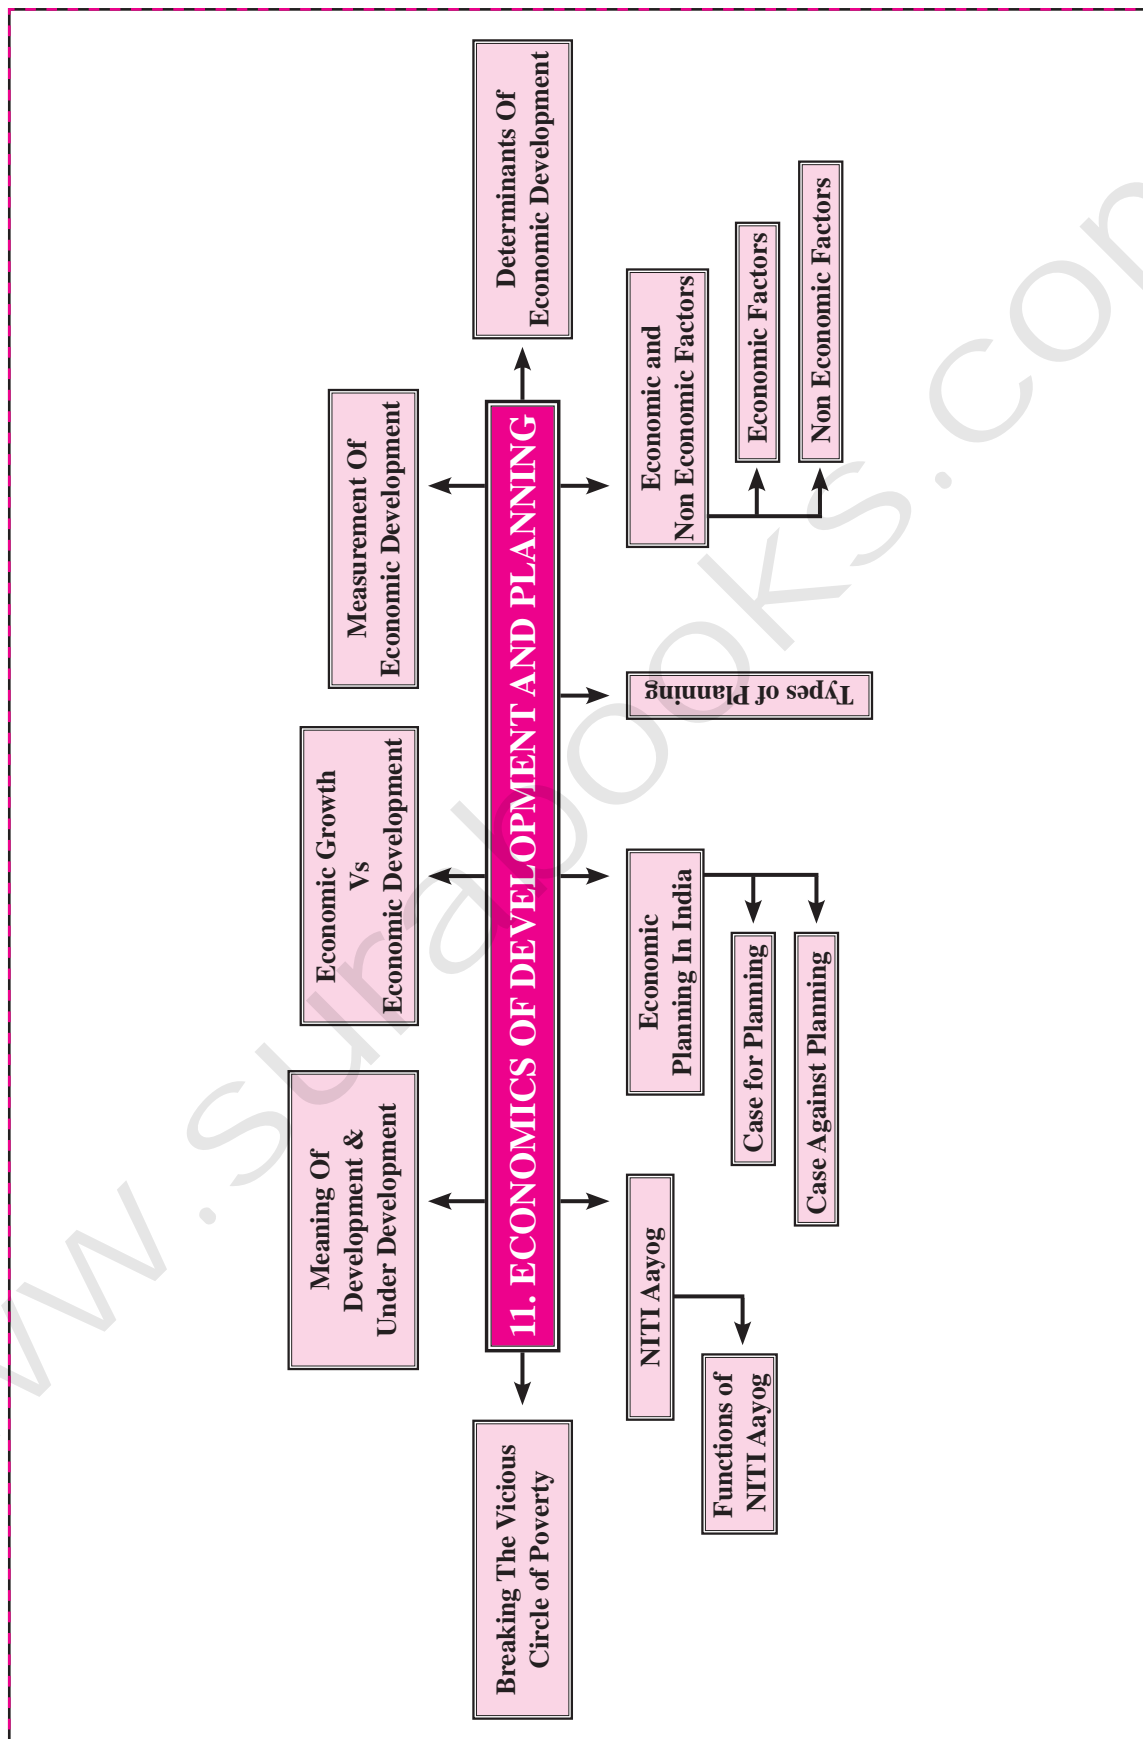 11. ECONOMICS OF DEVELOPMENT AND PLANNING
Breaking The Vicious
Circle of Poverty
Meaning Of
Development &
Under Development
Economic Growth
Vs
Economic Development
Measurement Of
Economic Development
Determinants Of
Economic Development
NITI Aayog
Functions of
NITI Aayog
Economic
Planning In India
Case for Planning
Case Against Planning
Types of Planning
Economic and
Non Economic Factors
Economic Factors
Non Economic Factors
w.surabooks.com